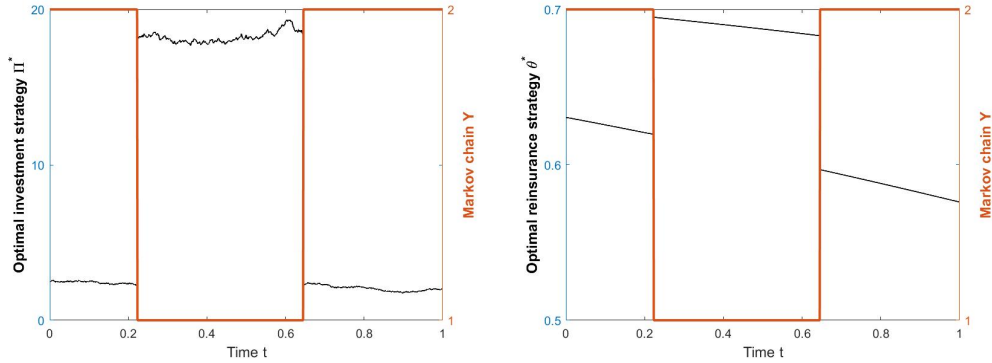 20
10
0
Optimal investment strategy Π*
2
1
Markov chain Y
0 0.2 0.4 0.6 0.8 1
Time t
0.7
0.6
0.5
Optimal reinsurance strategy θ*
2
1
Markov chain Y
0 0.2 0.4 0.6 0.8 1
Time t